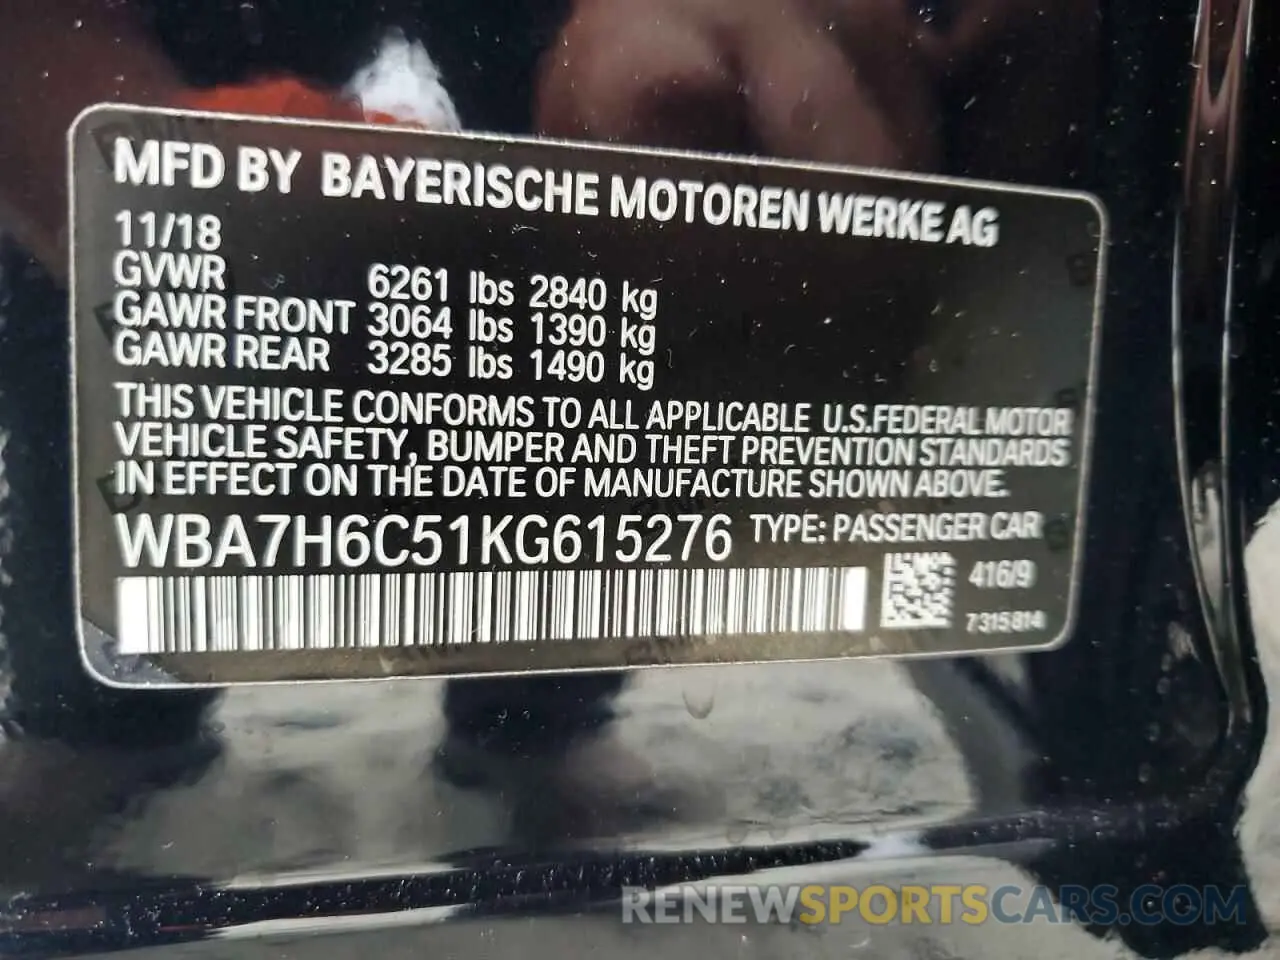 MFD BY BAYERISCHE MOTOREN WERKE AG
11/18
GVWR 6261 lbs 2840 kg
GAWR FRONT 3064 lbs 1390 kg
GAWR REAR 3285 lbs 1490 kg
THIS VEHICLE CONFORMS TO ALL APPLICABLE U.S.FEDERAL MOTOR
VEHICLE SAFETY, BUMPER AND THEFT PREVENTION STANDARDS
IN EFFECT ON THE DATE OF MANUFACTURE SHOWN ABOVE.
WBA7H6C51KG615276 TYPE: PASSENGER CAR
416/9
7315814
RENEWSPORTSCARS.COM